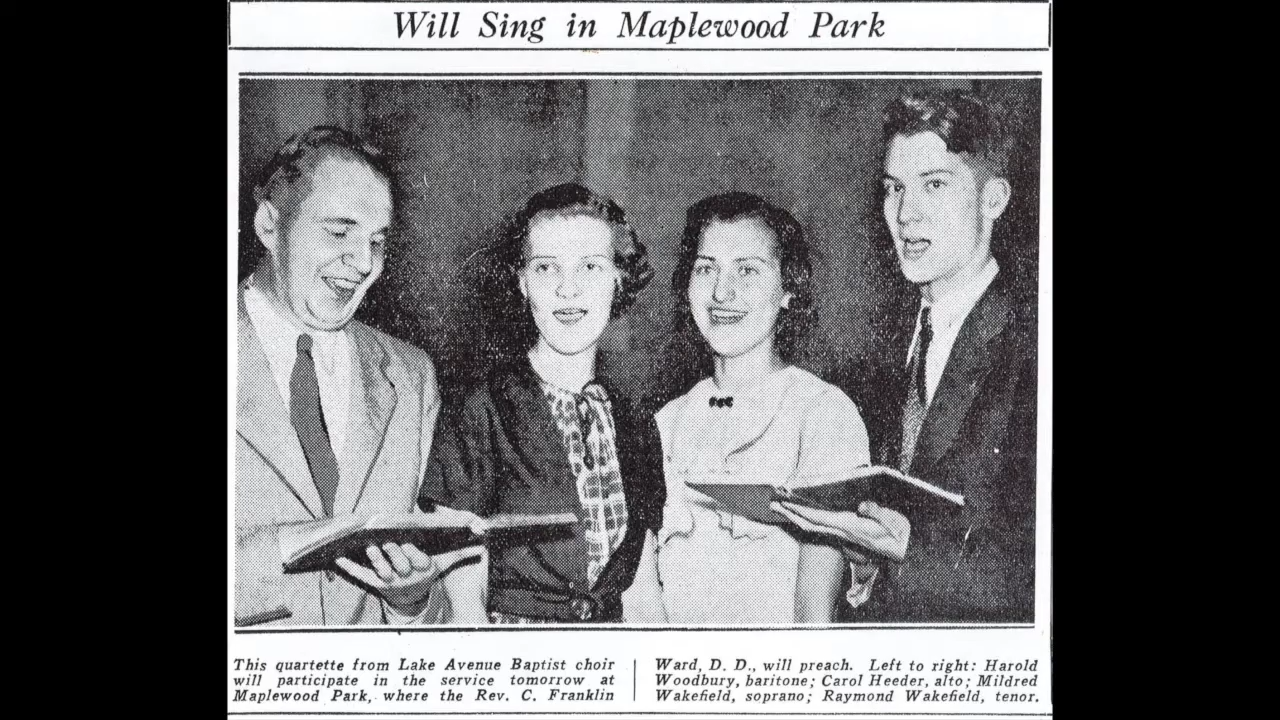 Will Sing in Maplewood Park
This quartette from Lake Avenue Baptist choir
will participate in the service tomorrow at
Maplewood Park, where the Rev. C. Franklin
Ward, D. D., will preach. Left to right: Harold
Woodbury, baritone; Carol Heeder, alto; Mildred
Wakefield, soprano; Raymond Wakefield, tenor.